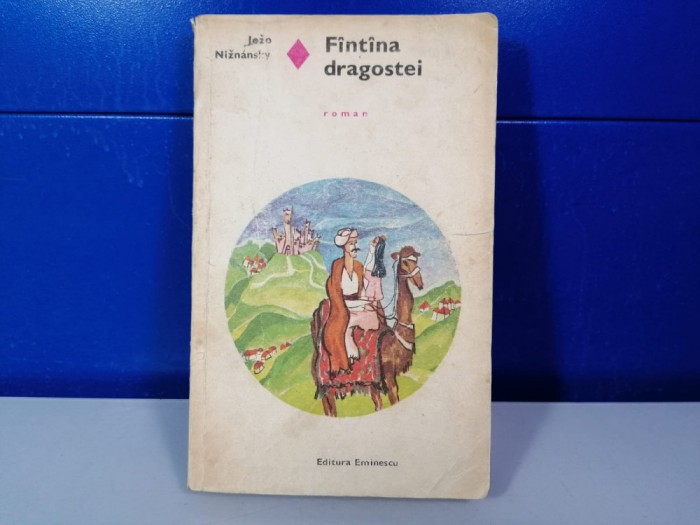 Ježo
Nižnánsky
Fîntîna
dragostei
roman
Editura Eminescu